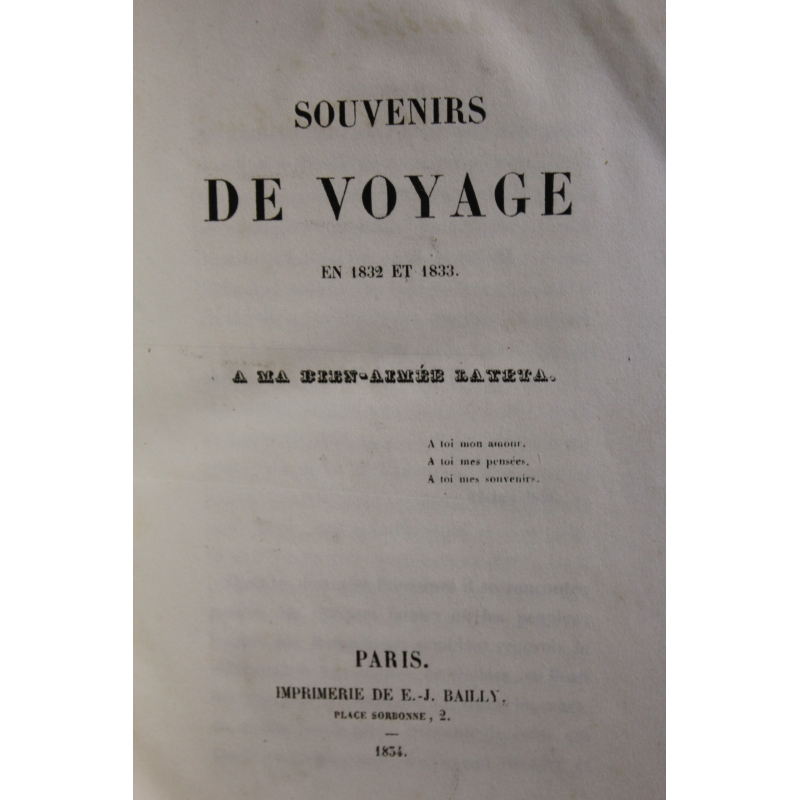 SOUVENIRS
DE VOYAGE
EN 1832 ET 1833.
A MA BIEN-AIMÉE LAYETA.
A toi mon amour.
A toi mes pensées.
A toi mes souvenirs.
PARIS.
IMPRIMERIE DE E.-J. BAILLY,
PLACE SORBONNE, 2.
1834.